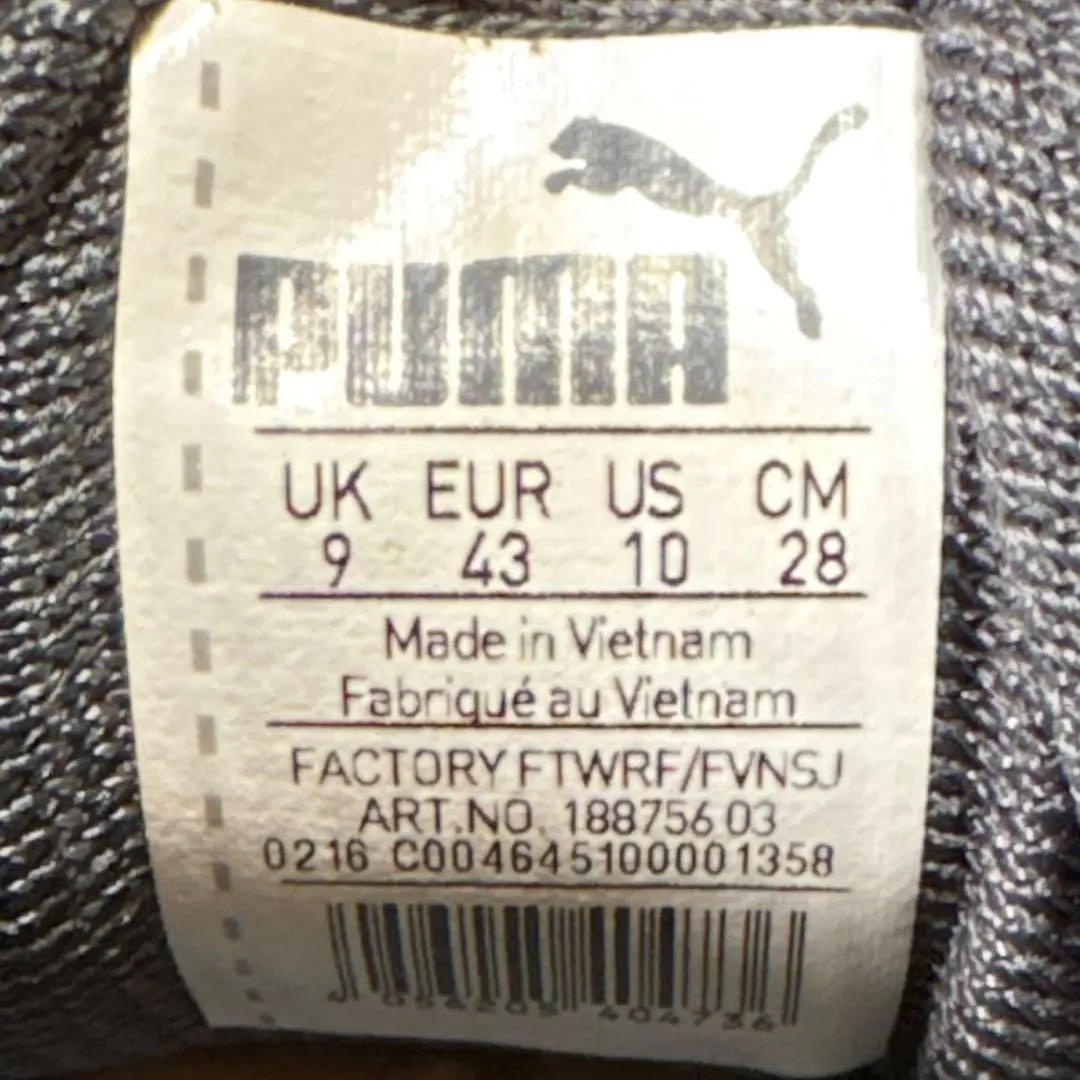 PUMA
UK EUR US CM
9 43 10 28
Made in Vietnam
Fabriqué au Vietnam
FACTORY FTWRF/FVNSJ
ART.NO. 188756 03
0216 C004645100001358